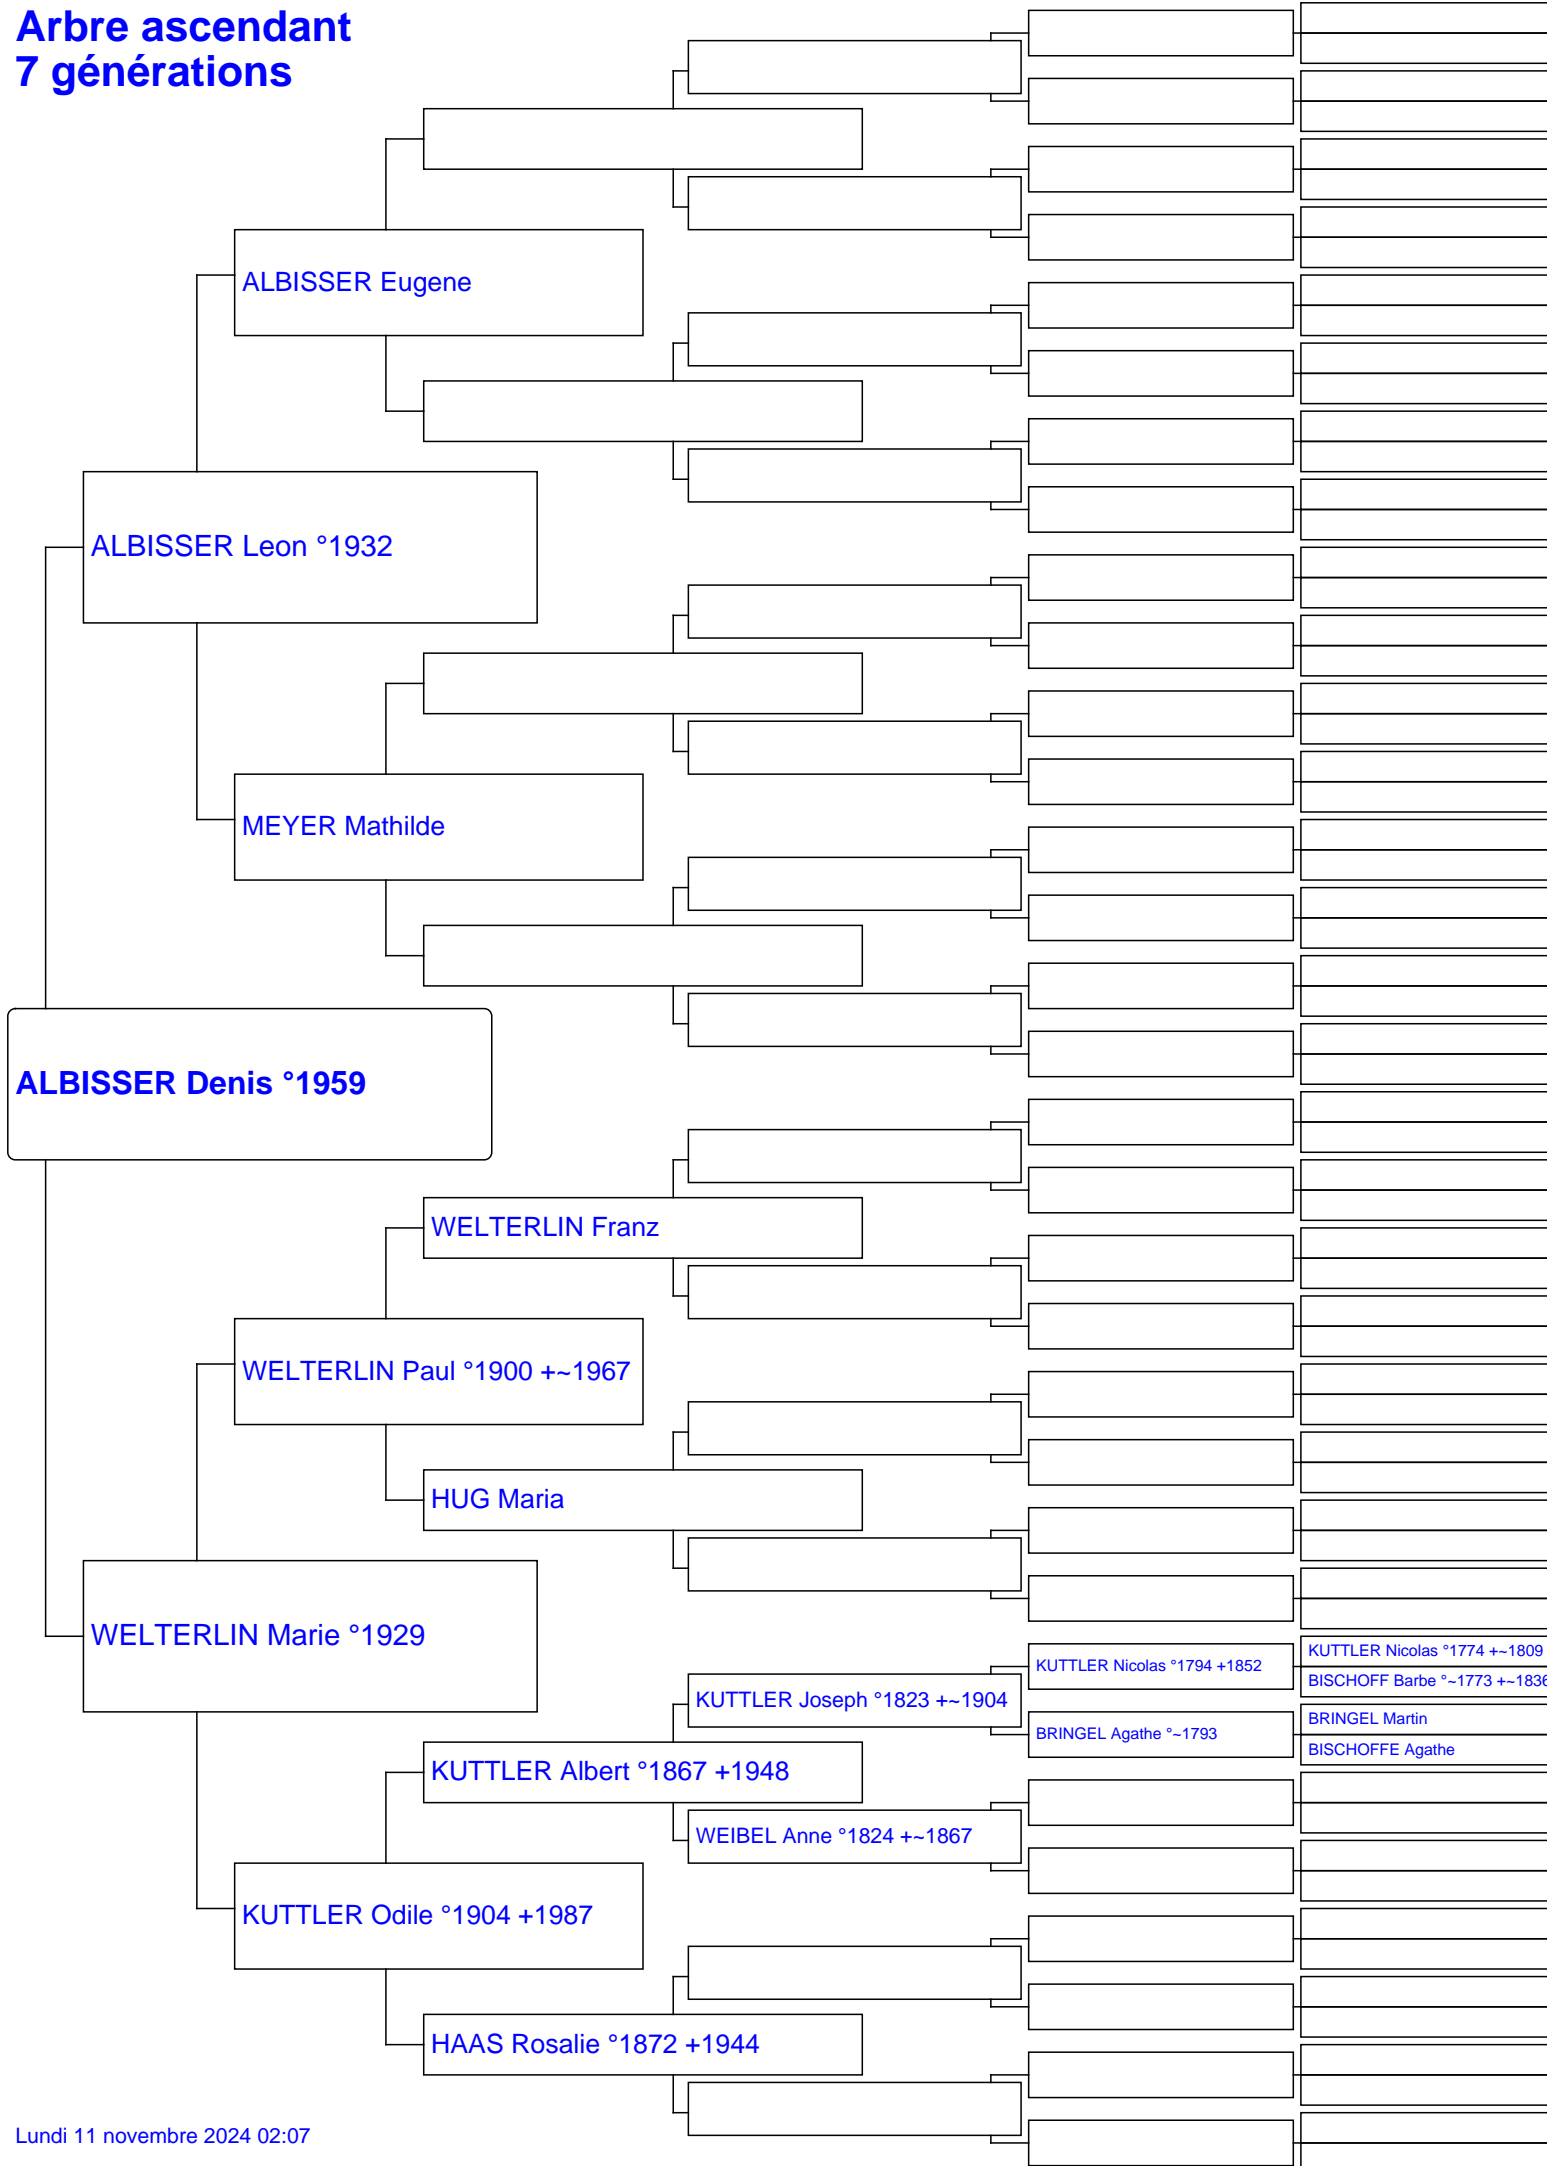 Arbre ascendant
7 générations
ALBISSER Eugene
ALBISSER Leon °1932
MEYER Mathilde
ALBISSER Denis °1959
WELTERLIN Franz
WELTERLIN Paul °1900 +~1967
HUG Maria
WELTERLIN Marie °1929
KUTTLER Nicolas °1774 +~1809
KUTTLER Nicolas °1794 +1852
BISCHOFF Barbe °~1773 +~1836
KUTTLER Joseph °1823 +~1904
BRINGEL Martin
BRINGEL Agathe °~1793
BISCHOFFE Agathe
KUTTLER Albert °1867 +1948
WEIBEL Anne °1824 +~1867
KUTTLER Odile °1904 +1987
HAAS Rosalie °1872 +1944
Lundi 11 novembre 2024 02:07